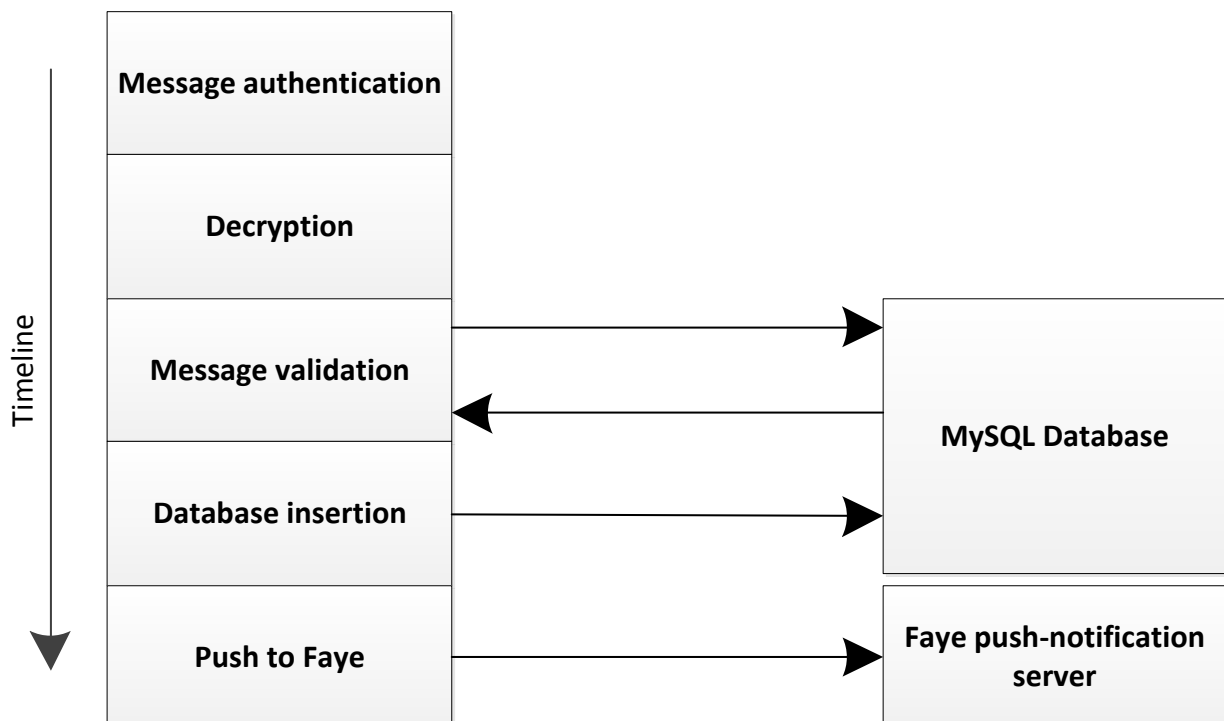 Message authentication
Decryption
Timeline
Message validation
MySQL Database
Database insertion
Push to Faye
Faye push-notification
server